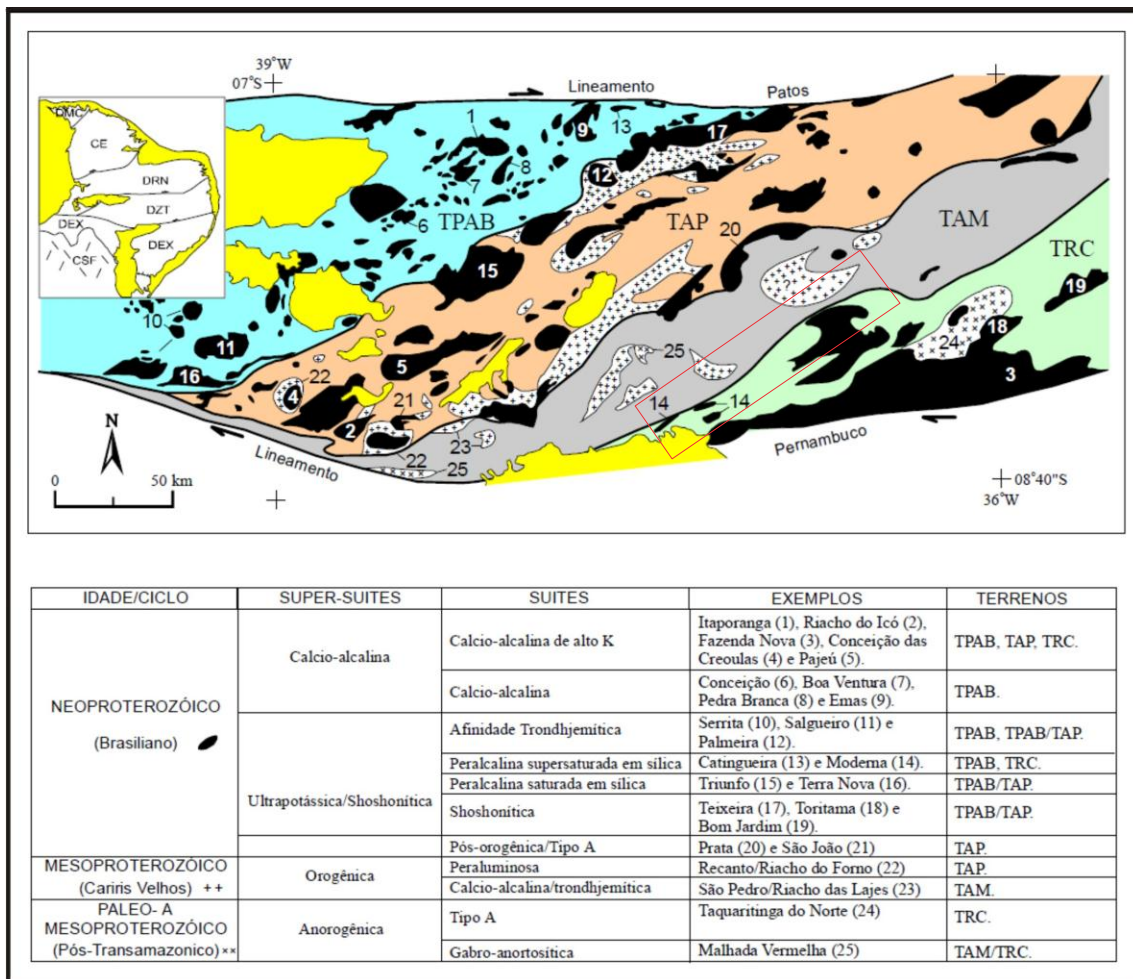 39°W
07°S
Lineamento
Patos
DMC
CE
DRN
DZT
DEX
DEX
CSF
1
9
13
17
8
12
7
6
TPAB
TAP
20
TAM
TRC
15
?
19
10
11
18
24
25
16
5
?
3
22
4
14
14
21
N
2
23
Pernambuco
22
Lineamento
25
0 50 km
08°40"S
36°W
IDADE/CICLO SUPER-SUITES SUITES EXEMPLOS TERRENOS
NEOPROTEROZÓICO
(Brasiliano)
Calcio-alcalina
Calcio-alcalina de alto K
Itaporanga (1), Riacho do Icó (2),
Fazenda Nova (3), Conceição das
Creoulas (4) e Pajeú (5).
TPAB, TAP, TRC.
Calcio-alcalina
Conceição (6), Boa Ventura (7),
Pedra Branca (8) e Emas (9).
TPAB.
Ultrapotássica/Shoshonítica
Afinidade Trondhjemítica
Serrita (10), Salgueiro (11) e
Palmeira (12).
TPAB, TPAB/TAP.
Peralcalina supersaturada em sílica
Catingueira (13) e Moderna (14).
TPAB, TRC.
Peralcalina saturada em sílica
Triunfo (15) e Terra Nova (16).
TPAB/TAP.
Shoshonítica
Teixeira (17), Toritama (18) e
Bom Jardim (19).
TPAB/TAP.
Pós-orogênica/Tipo A
Prata (20) e São João (21)
TAP.
MESOPROTEROZÓICO
(Cariris Velhos) ++
Orogênica
Peraluminosa
Recanto/Riacho do Forno (22)
TAP.
Calcio-alcalina/trondhjemítica
São Pedro/Riacho das Lajes (23)
TAM.
PALEO- A
MESOPROTEROZÓICO
(Pós-Transamazonico)××
Anorogênica
Tipo A
Taquaritinga do Norte (24)
TRC.
Gabro-anortosítica
Malhada Vermelha (25)
TAM/TRC.